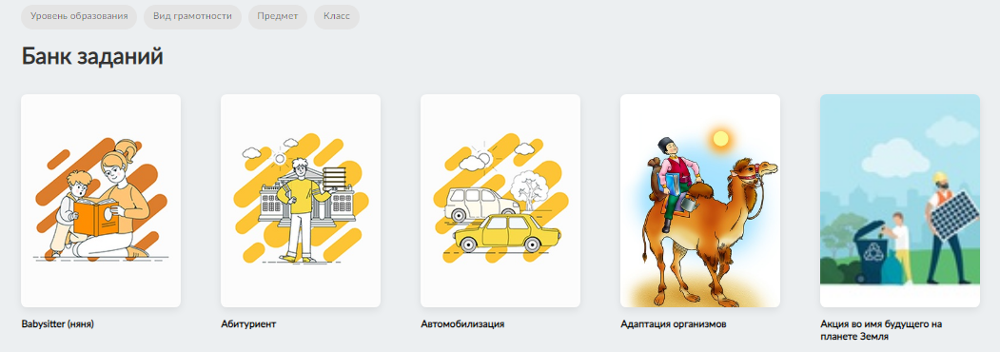 Уровень образования Вид грамотности Предмет Класс
Банк заданий
Babysitter (няня)
Абитуриент
Автомобилизация
Адаптация организмов
Акция во имя будущего на
планете Земля